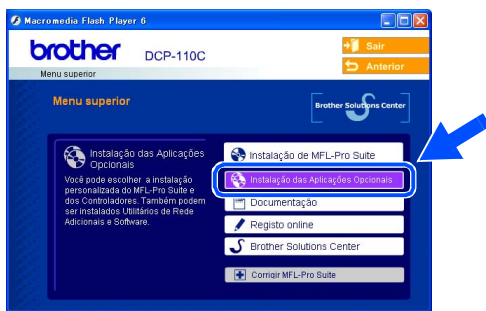 Macromedia Flash Player 6
brother
DCP-110C
Sair
Anterior
Menu superior
Menu superior
Brother Solutions Center
Instalação das Aplicações
Opcionais
Você pode escolher a instalação
personalizada do MFL-Pro Suite e
dos Controladores. Também podem
ser instalados Utilitários de Rede
Adicionais e Software.
Instalação de MFL-Pro Suite
Instalação das Aplicações Opcionais
Documentação
Registo online
Brother Solutions Center
Corrigir MFL-Pro Suite